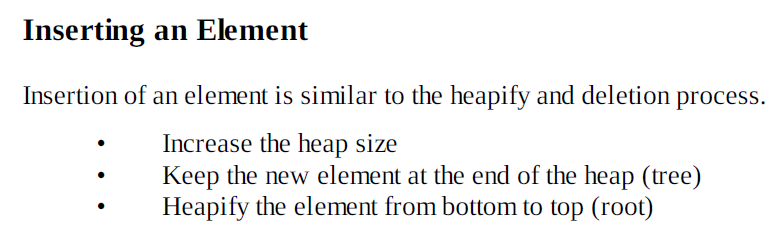 Inserting an Element
Insertion of an element is similar to the heapify and deletion process.
• Increase the heap size
• Keep the new element at the end of the heap (tree)
• Heapify the element from bottom to top (root)